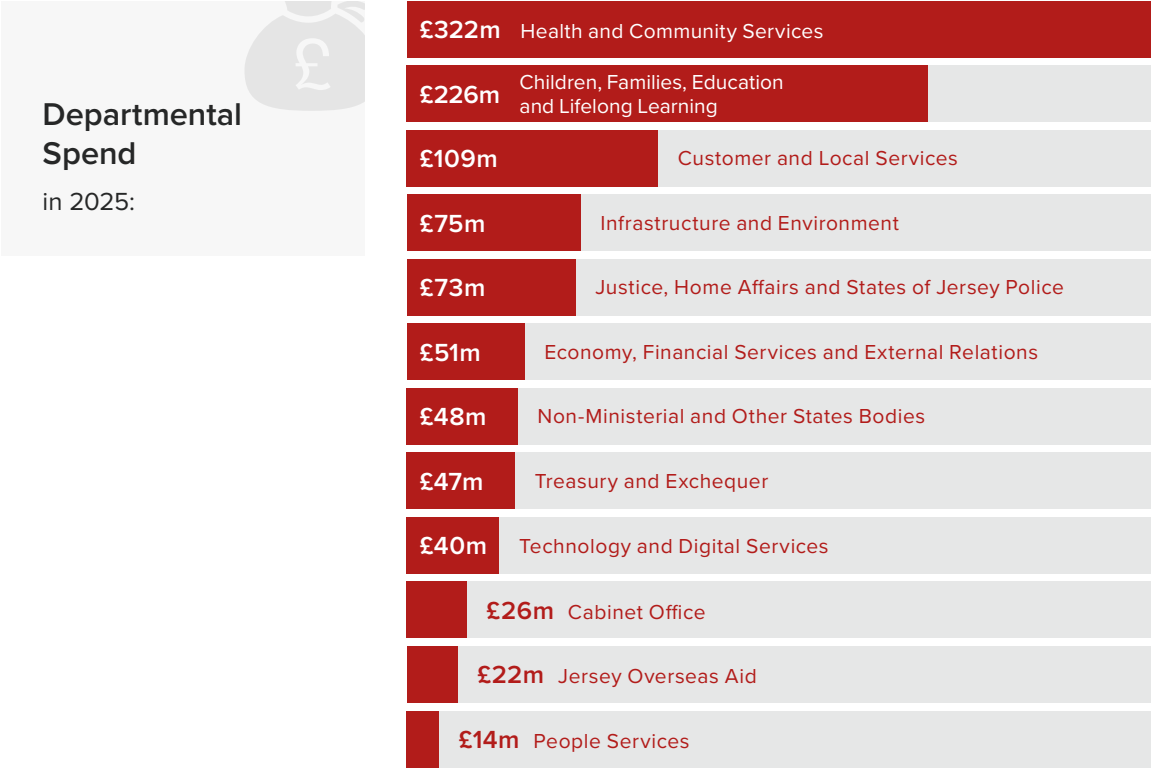 £
Departmental
Spend
in 2025:
£322m Health and Community Services
£226m Children, Families, Education
and Lifelong Learning
£109m Customer and Local Services
£75m Infrastructure and Environment
£73m Justice, Home Affairs and States of Jersey Police
£51m Economy, Financial Services and External Relations
£48m Non-Ministerial and Other States Bodies
£47m Treasury and Exchequer
£40m Technology and Digital Services
£26m Cabinet Office
£22m Jersey Overseas Aid
£14m People Services